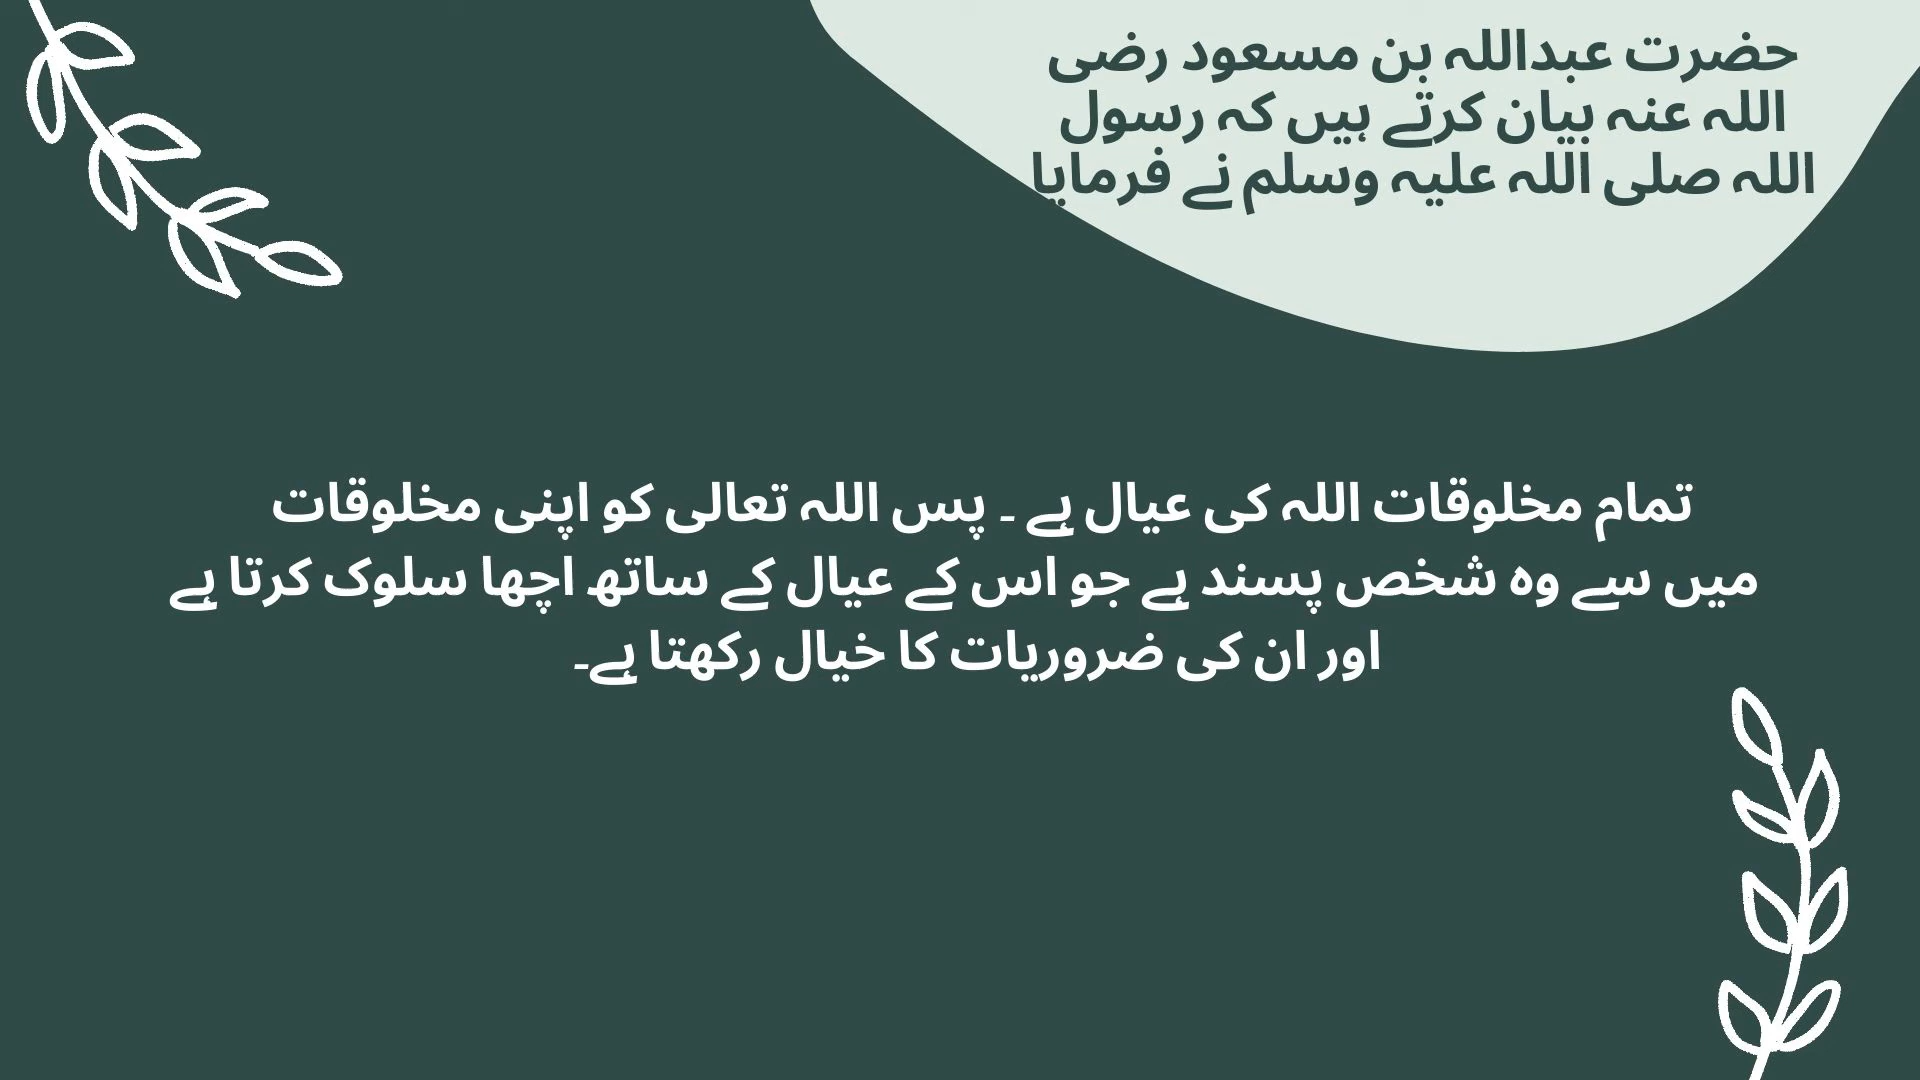 حضرت عبداللہ بن مسعود رضی
اللہ عنہ بیان کرتے ہیں کہ رسول
اللہ صلی اللہ علیہ وسلم نے فرمایا
تمام مخلوقات اللہ کی عیال ہے ۔ پس اللہ تعالی کو اپنی مخلوقات
میں سے وہ شخص پسند ہے جو اس کے عیال کے ساتھ اچھا سلوک کرتا ہے
اور ان کی ضروریات کا خیال رکھتا ہے۔